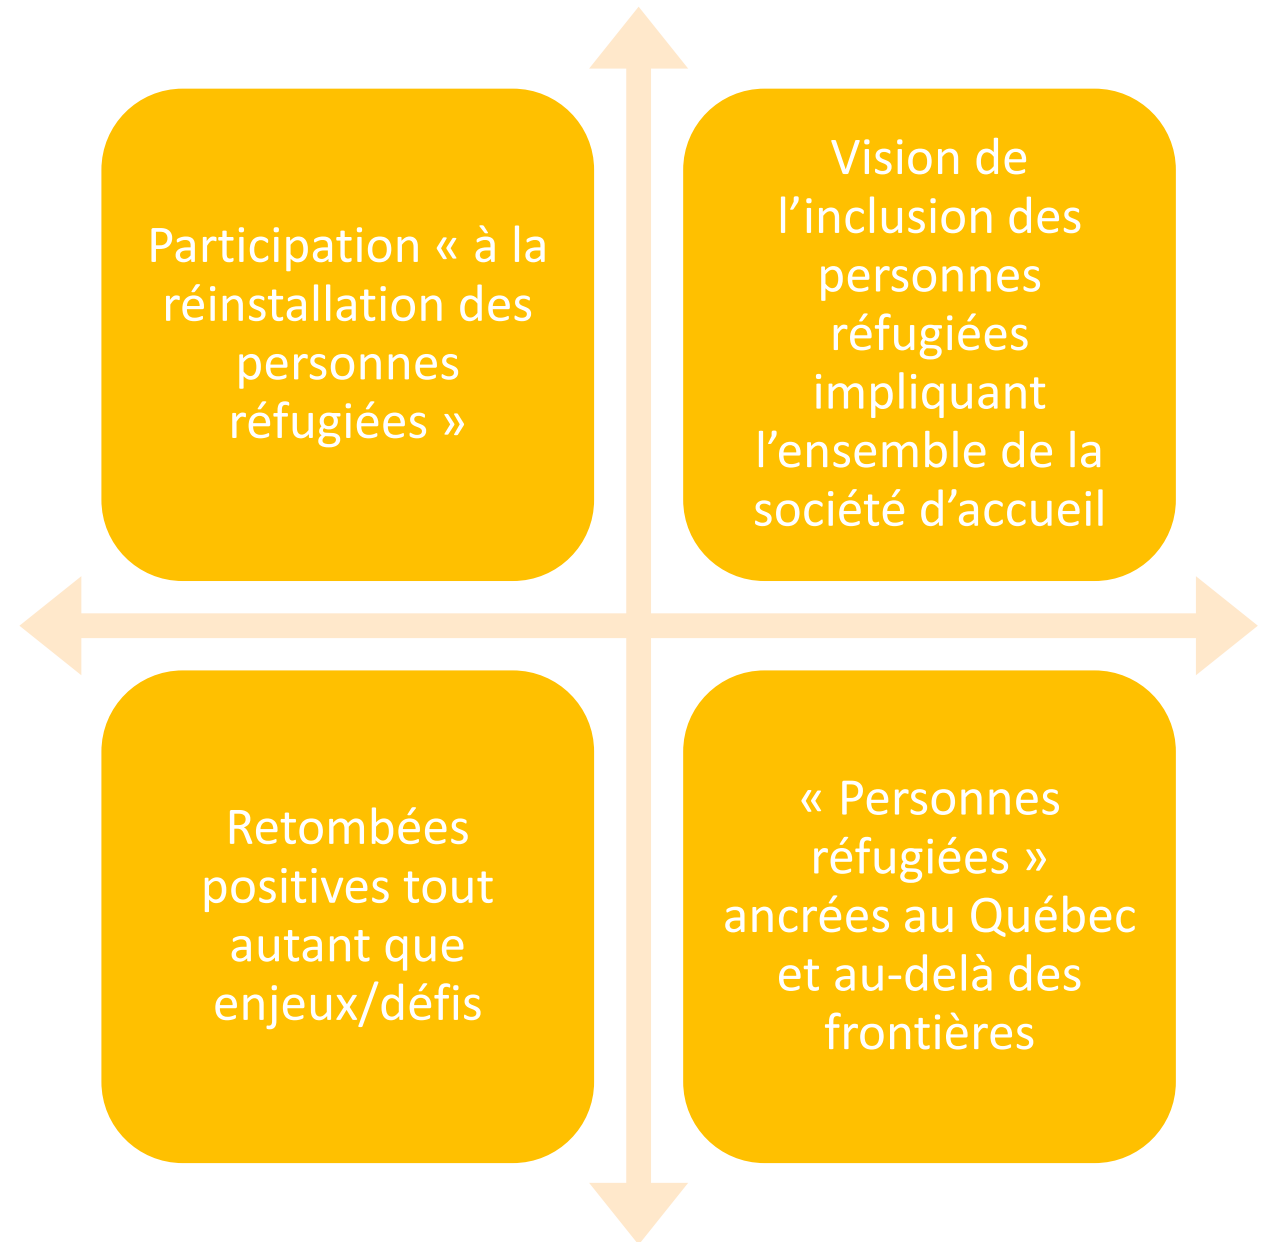 Participation « à la
réinstallation des
personnes
réfugiées »
Vision de
l’inclusion des
personnes
réfugiées
impliquant
l’ensemble de la
société d’accueil
Retombées
positives tout
autant que
enjeux/défis
« Personnes
réfugiées »
ancrées au Québec
et au-delà des
frontières